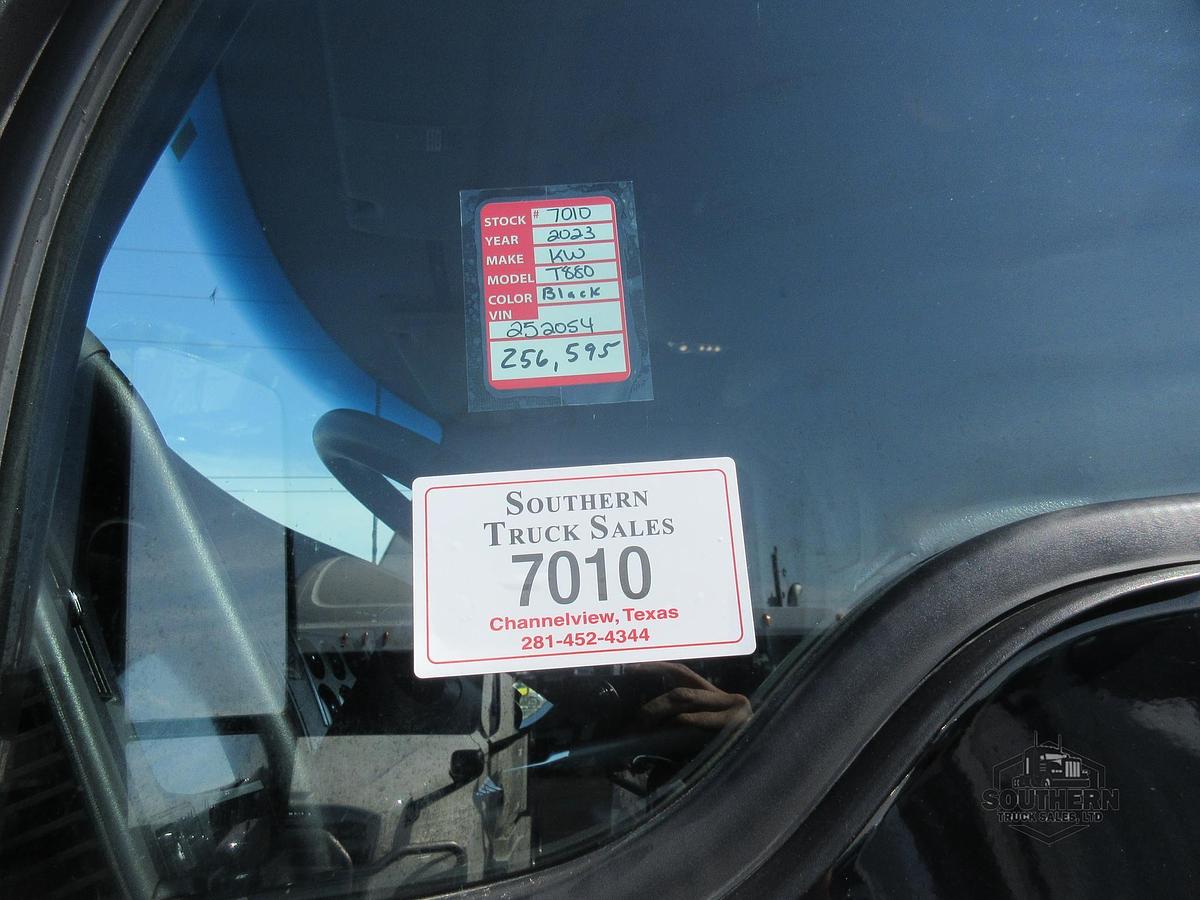 STOCK # 7010
YEAR 2023
MAKE KW
MODEL T880
COLOR Black
VIN
252054
256,595
SOUTHERN
TRUCK SALES
7010
Channelview, Texas
281-452-4344
SOUTHERN
TRUCK SALES, LTD